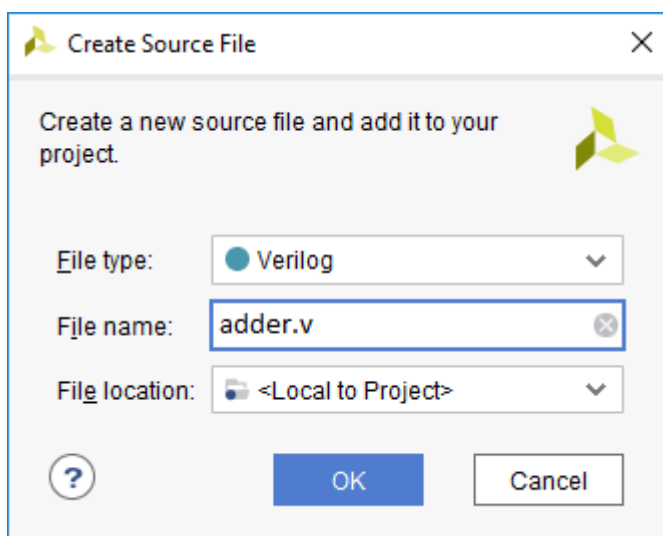 Create Source File
Create a new source file and add it to your
project.
File type: Verilog
File name: adder.v
File location: <Local to Project>
? OK Cancel